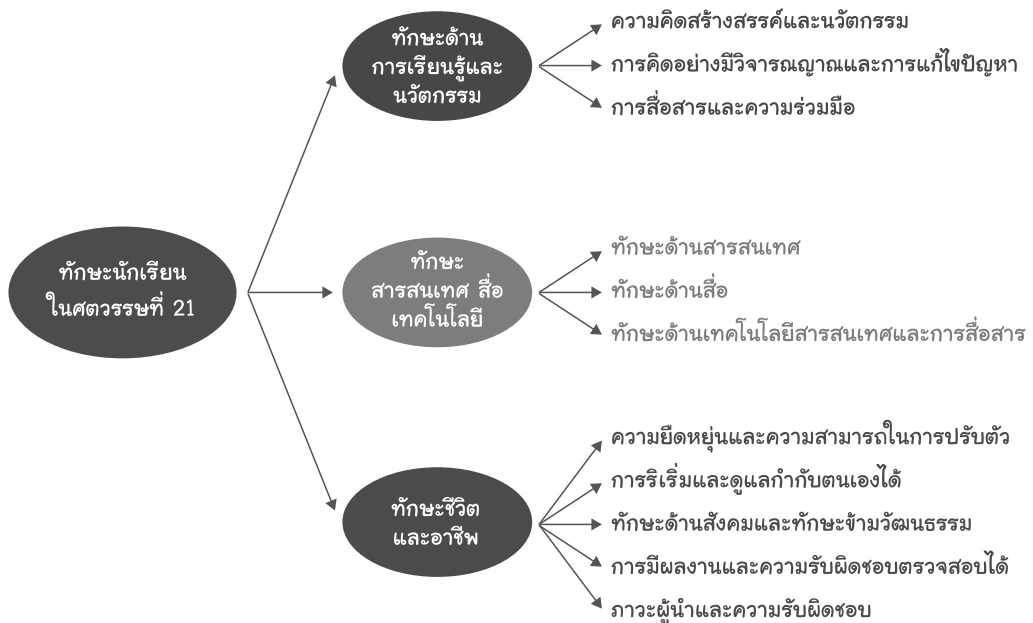 ทักษะนักเรียน
ในศตวรรษที่ 21
ทักษะด้าน
การเรียนรู้และ
นวัตกรรม
ความคิดสร้างสรรค์และนวัตกรรม
การคิดอย่างมีวิจารณญาณและการแก้ไขปัญหา
การสื่อสารและความร่วมมือ
ทักษะ
สารสนเทศ สื่อ
เทคโนโลยี
ทักษะด้านสารสนเทศ
ทักษะด้านสื่อ
ทักษะด้านเทคโนโลยีสารสนเทศและการสื่อสาร
ทักษะชีวิต
และอาชีพ
ความยืดหยุ่นและความสามารถในการปรับตัว
การริเริ่มและดูแลกำกับตนเองได้
ทักษะด้านสังคมและทักษะข้ามวัฒนธรรม
การมีผลงานและความรับผิดชอบตรวจสอบได้
ภาวะผู้นำและความรับผิดชอบ